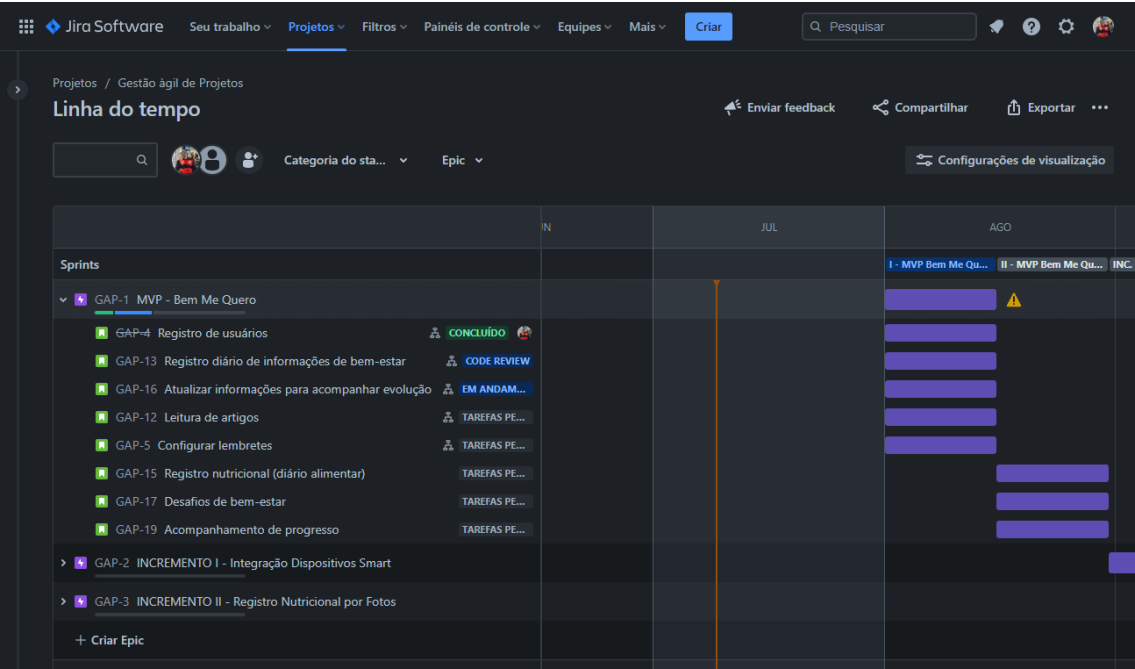 Jira Software Seu trabalho Projetos Filtros Painéis de controle Equipes Mais Criar Pesquisar
Projetos / Gestão àgil de Projetos
Linha do tempo
Enviar feedback Compartilhar Exportar
Categoria do sta... Epic Configurações de visualização
JUL AGO
Sprints I - MVP Bem Me Qu... II - MVP Bem Me Qu... INC.
GAP-1 MVP - Bem Me Quero
GAP-4 Registro de usuários CONCLUÍDO
GAP-13 Registro diário de informações de bem-estar CODE REVIEW
GAP-16 Atualizar informações para acompanhar evolução EM ANDAM...
GAP-12 Leitura de artigos TAREFAS PE...
GAP-5 Configurar lembretes TAREFAS PE...
GAP-15 Registro nutricional (diário alimentar) TAREFAS PE...
GAP-17 Desafios de bem-estar TAREFAS PE...
GAP-19 Acompanhamento de progresso TAREFAS PE...
GAP-2 INCREMENTO I - Integração Dispositivos Smart
GAP-3 INCREMENTO II - Registro Nutricional por Fotos
+ Criar Epic